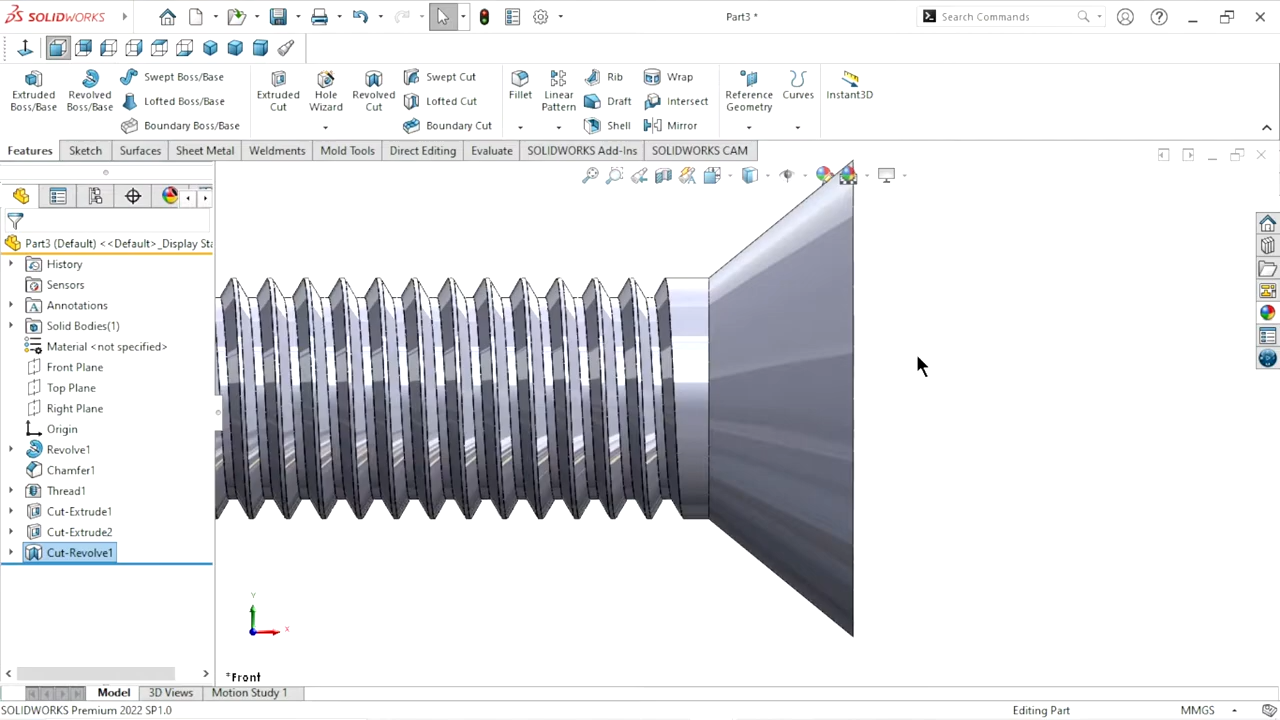 SOLIDWORKS
Part3 *
Search Commands
Extruded Boss/Base
Revolved Boss/Base
Swept Boss/Base
Lofted Boss/Base
Boundary Boss/Base
Extruded Cut
Hole Wizard
Revolved Cut
Swept Cut
Lofted Cut
Boundary Cut
Fillet
Linear Pattern
Rib
Draft
Shell
Wrap
Intersect
Mirror
Reference Geometry
Curves
Instant3D
Features
Sketch
Surfaces
Sheet Metal
Weldments
Mold Tools
Direct Editing
Evaluate
SOLIDWORKS Add-Ins
SOLIDWORKS CAM
Part3 (Default) <<Default>_Display Sta
History
Sensors
Annotations
Solid Bodies(1)
Material <not specified>
Front Plane
Top Plane
Right Plane
Origin
Revolve1
Chamfer1
Thread1
Cut-Extrude1
Cut-Extrude2
Cut-Revolve1
Y
X
*Front
Model
3D Views
Motion Study 1
SOLIDWORKS Premium 2022 SP1.0
Editing Part
MMGS